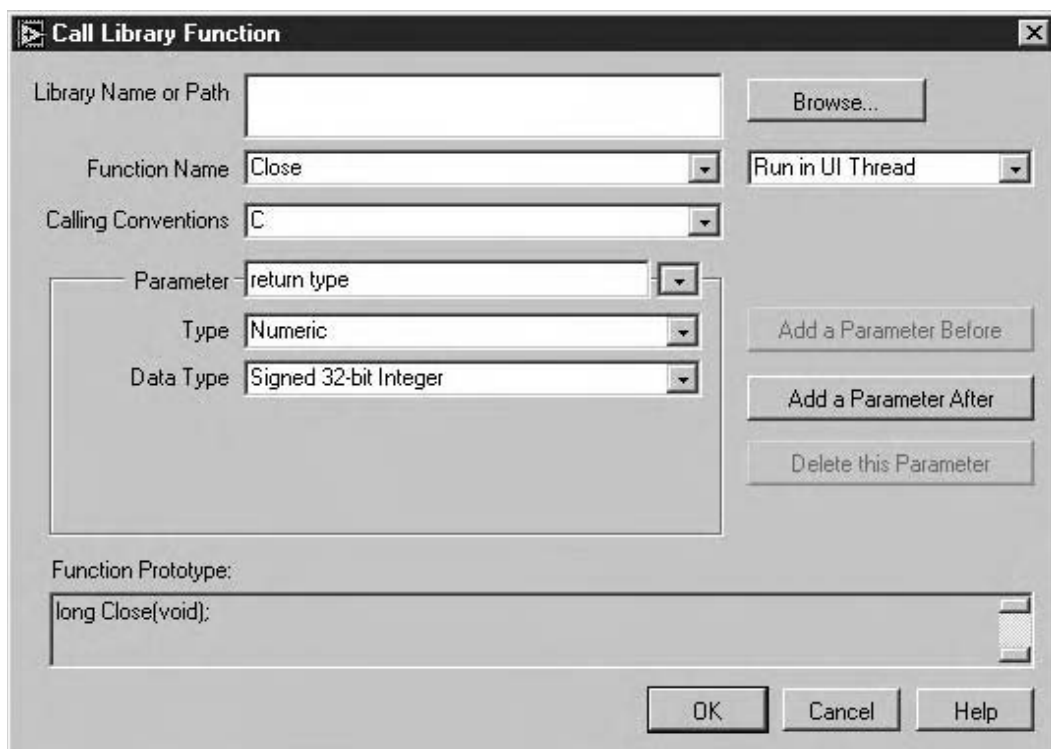 Call Library Function
Library Name or Path
Browse...
Function Name Close Run in UI Thread
Calling Conventions C
Parameter return type
Type Numeric Add a Parameter Before
Data Type Signed 32-bit Integer Add a Parameter After
Delete this Parameter
Function Prototype:
long Close(void);
OK Cancel Help